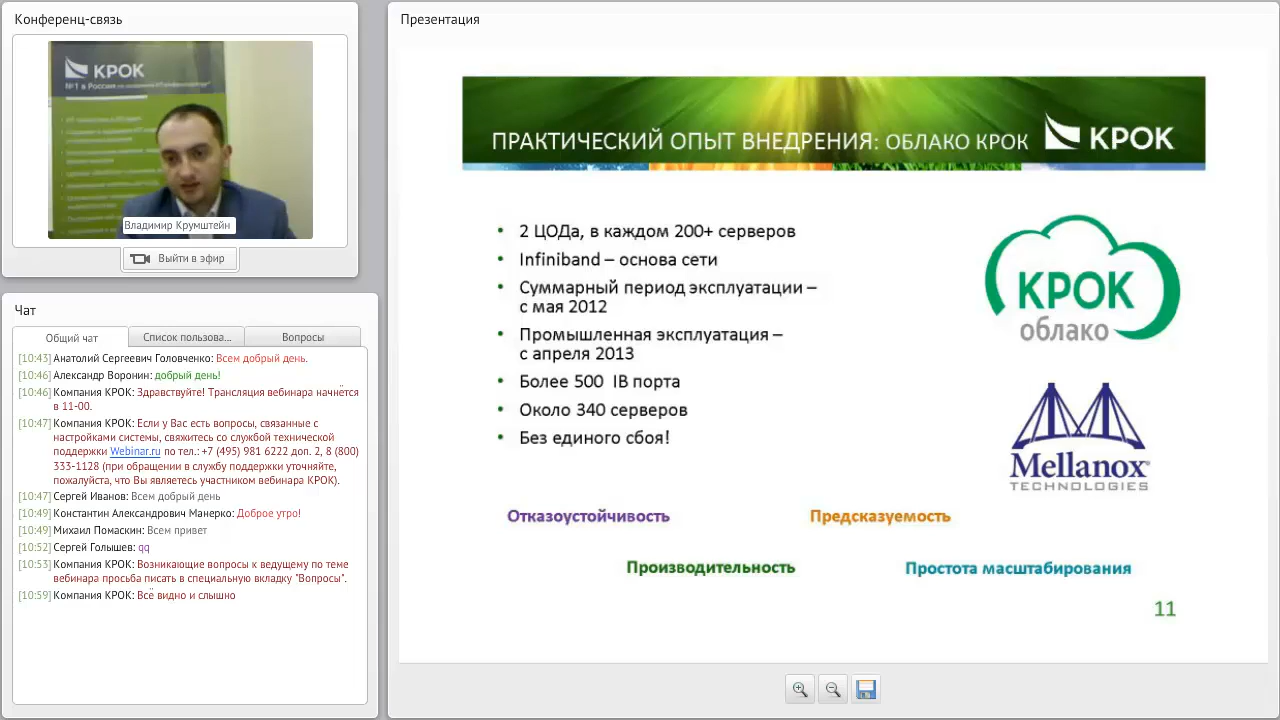 Конференц-связь
КРОК
№1 в России
Владимир Крумштейн
Выйти в эфир
Чат
Общий чат
Список пользова...
Вопросы
[10:43] Анатолий Сергеевич Головченко: Всем добрый день.
[10:46] Александр Воронин: добрый день!
[10:46] Компания КРОК: Здравствуйте! Трансляция вебинара начнётся
в 11-00.
[10:47] Компания КРОК: Если у Вас есть вопросы, связанные с
настройками системы, свяжитесь со службой технической
поддержки Webinar.ru по тел.: +7 (495) 981 6222 доп. 2, 8 (800)
333-1128 (при обращении в службу поддержки уточняйте,
пожалуйста, что Вы являетесь участником вебинара КРОК).
[10:47] Сергей Иванов: Всем добрый день
[10:49] Константин Александрович Манерко: Доброе утро!
[10:49] Михаил Помаскин: Всем привет
[10:52] Сергей Голышев: qq
[10:53] Компания КРОК: Возникающие вопросы к ведущему по теме
вебинара просьба писать в специальную вкладку "Вопросы".
[10:59] Компания КРОК: Всё видно и слышно
Презентация
ПРАКТИЧЕСКИЙ ОПЫТ ВНЕДРЕНИЯ: ОБЛАКО КРОК
КРОК
• 2 ЦОДа, в каждом 200+ серверов
• Infiniband – основа сети
• Суммарный период эксплуатации –
с мая 2012
• Промышленная эксплуатация –
с апреля 2013
• Более 500 IB порта
• Около 340 серверов
• Без единого сбоя!
КРОК
облако
Mellanox
TECHNOLOGIES
Отказоустойчивость
Предсказуемость
Производительность
Простота масштабирования
11